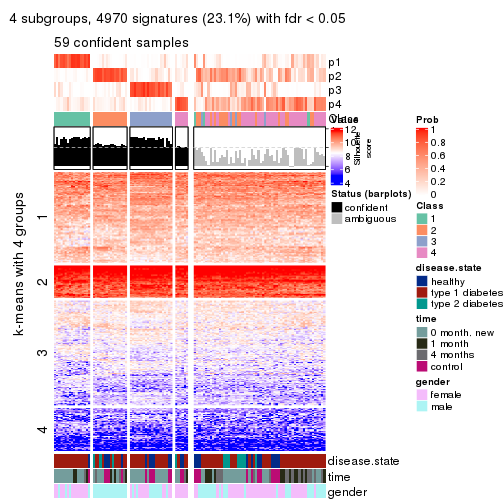 4 subgroups, 4970 signatures (23.1%) with fdr < 0.05
59 confident samples
p1
p2
p3
p4
Class
Value
12
10
8
6
4
Silhouette
score
Prob
1
0.8
0.6
0.4
0.2
0
Status (barplots)
confident
ambiguous
Class
1
2
3
4
disease.state
healthy
type 1 diabetes
type 2 diabetes
time
0 month. new
1 month
4 months
control
gender
female
male
k-means with 4 groups
1
2
3
4
disease.state
time
gender